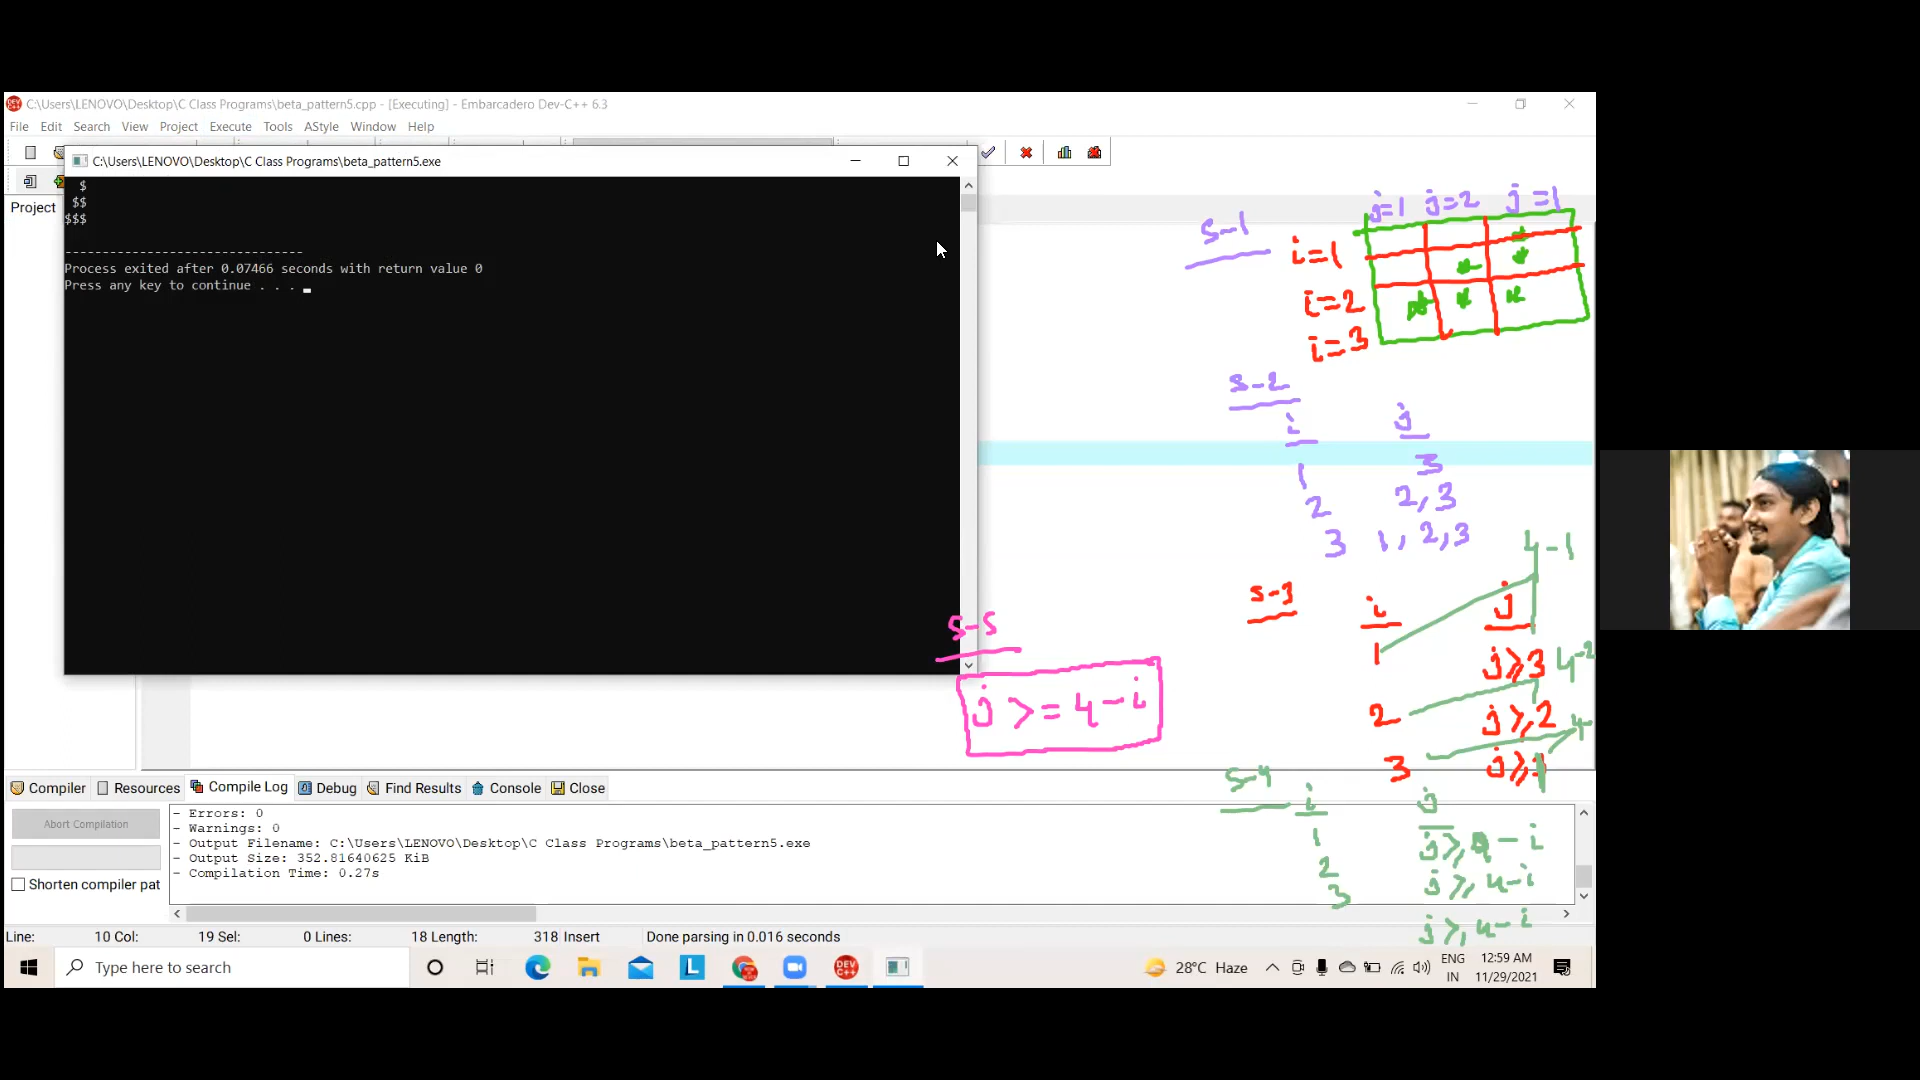 C:\Users\LENOVO\Desktop\C Class Programs\beta_pattern5.cpp - [Executing] - Embarcadero Dev-C++ 6.3
File Edit Search View Project Execute Tools AStyle Window Help
C:\Users\LENOVO\Desktop\C Class Programs\beta_pattern5.exe
Project
$
$$
$$$
--------------------------------
Process exited after 0.07466 seconds with return value 0
Press any key to continue . . .
s-1
j=1 j=2 j=1
i=1
i=2
i=3
s-2
i j
1 3
2 2,3
3 1,2,3
s-3
4-1
i j
1 j≥3 4-2
2 j≥2 4-
3 j≥1
s-5
j >= 4-i
s-4
i j
1 j≥4-i
2 j≥4-i
3 j≥4-i
Compiler Resources Compile Log Debug Find Results Console Close
Abort Compilation
Shorten compiler pat
- Errors: 0
- Warnings: 0
- Output Filename: C:\Users\LENOVO\Desktop\C Class Programs\beta_pattern5.exe
- Output Size: 352.81640625 KiB
- Compilation Time: 0.27s
Line: 10 Col: 19 Sel: 0 Lines: 18 Length: 318 Insert Done parsing in 0.016 seconds
Type here to search
L
DEV C++
28°C Haze
ENG
IN
12:59 AM
11/29/2021